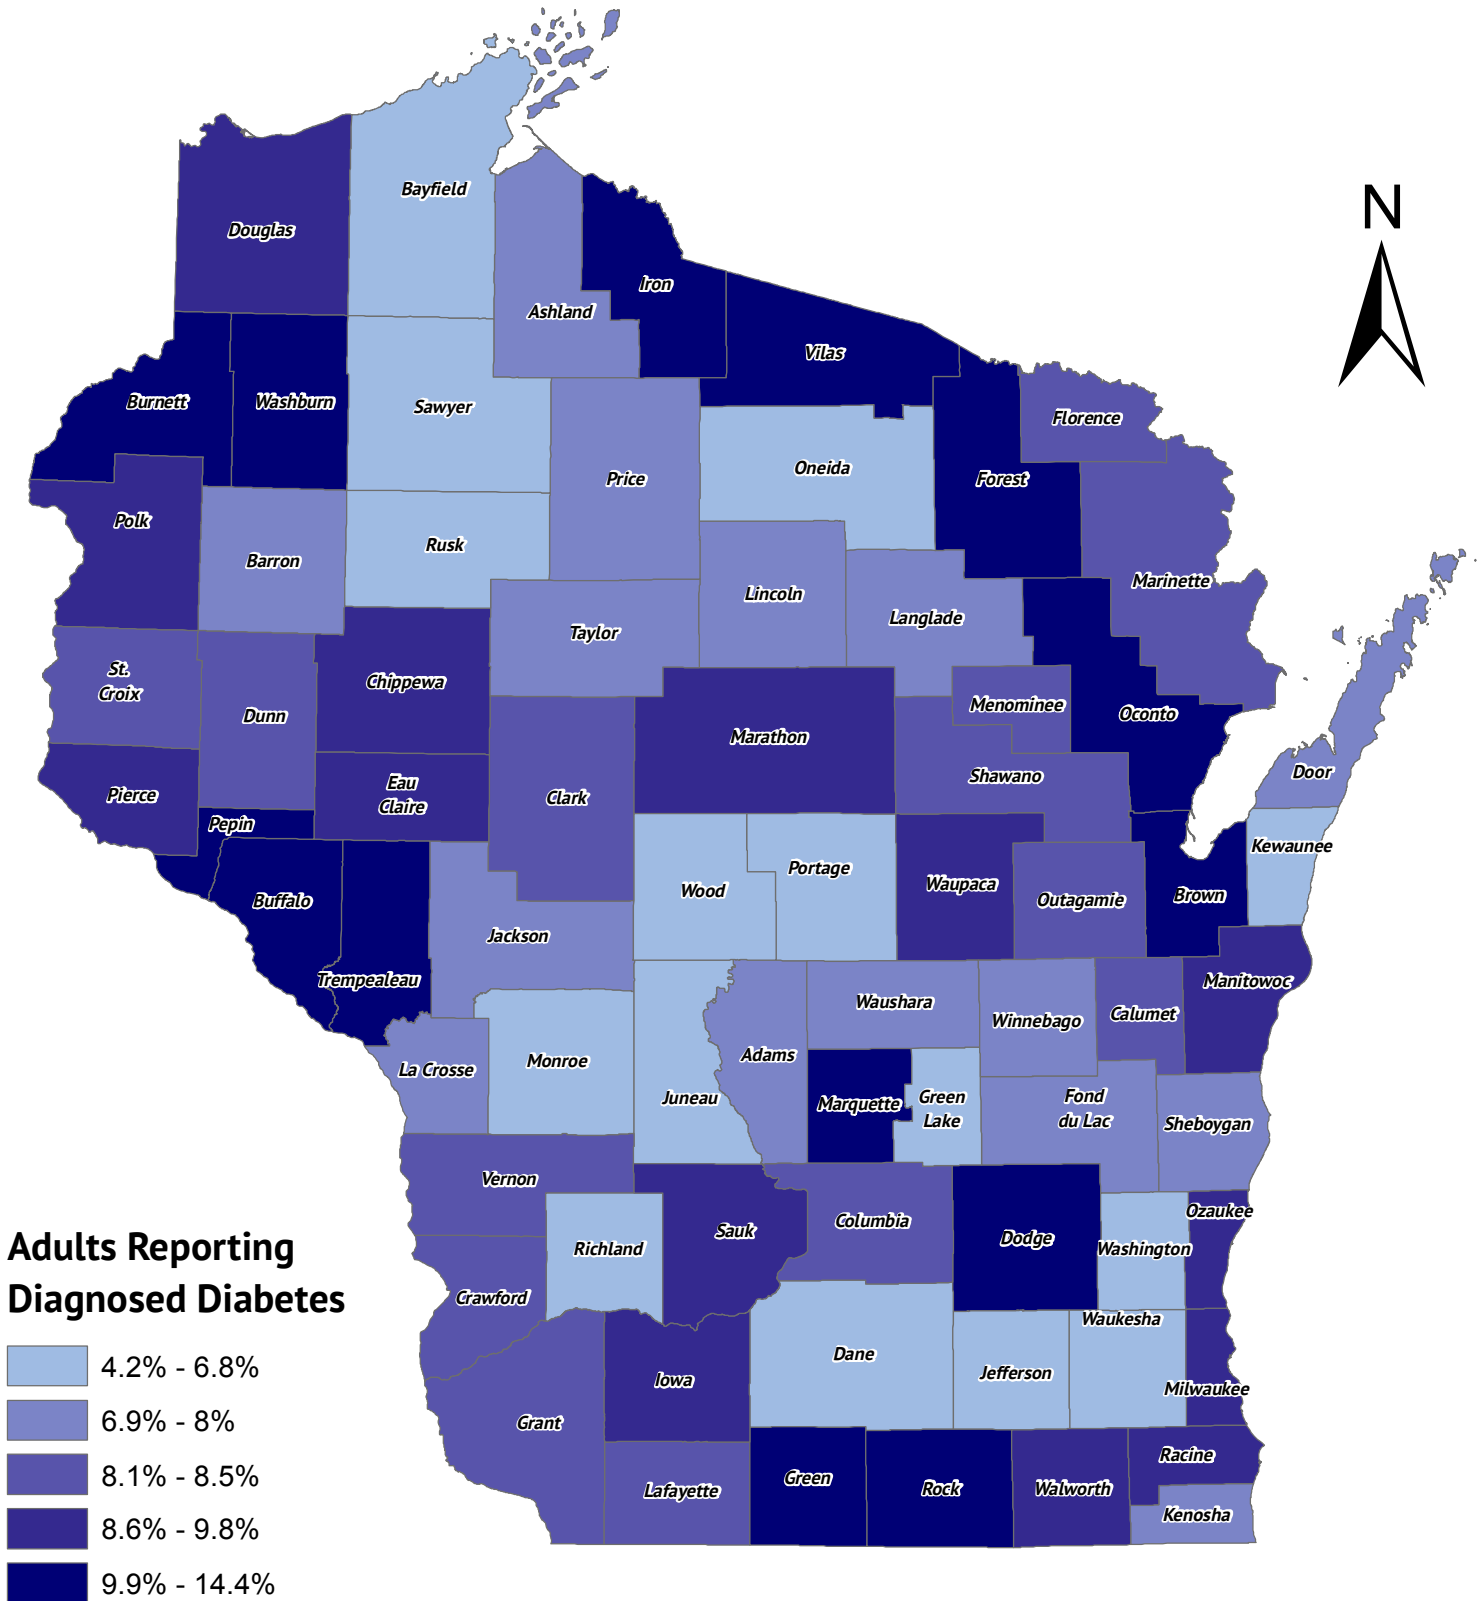 N
Bayfield
Douglas
Iron
Ashland
Vilas
Burnett
Washburn
Sawyer
Florence
Oneida
Price
Forest
Polk
Rusk
Barron
Marinette
Lincoln
Langlade
Taylor
St.
Croix
Chippewa
Menominee
Oconto
Dunn
Marathon
Door
Shawano
Pierce
Eau
Claire
Clark
Pepin
Kewaunee
Portage
Waupaca
Wood
Brown
Buffalo
Outagamie
Jackson
Trempealeau
Manitowoc
Waushara
Calumet
Winnebago
Adams
Monroe
La Crosse
Juneau
Marquette
Green
Lake
Fond
du Lac
Sheboygan
Vernon
Ozaukee
Columbia
Sauk
Dodge
Richland
Washington
Adults Reporting
Diagnosed Diabetes
Crawford
Waukesha
Dane
Jefferson
Iowa
Milwaukee
Grant
Racine
Green
Rock
Walworth
Lafayette
Kenosha
4.2% - 6.8%
6.9% - 8%
8.1% - 8.5%
8.6% - 9.8%
9.9% - 14.4%